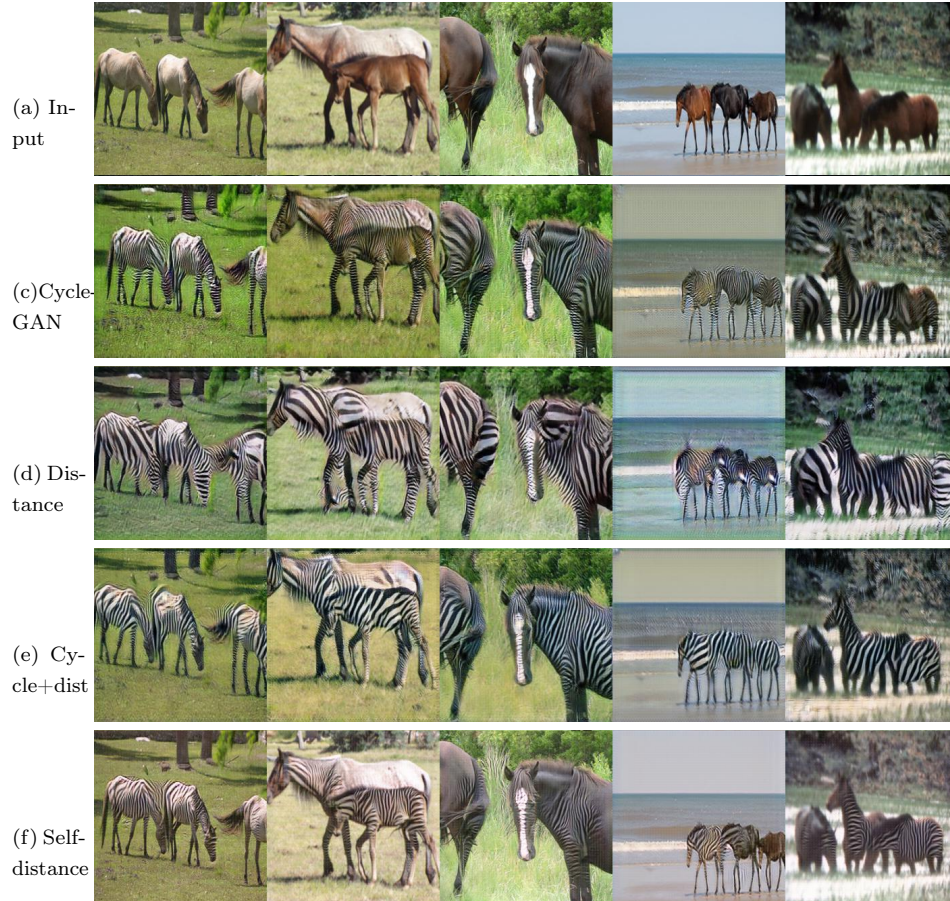 (a) In-
put
(c)Cycle-
GAN
(d) Dis-
tance
(e) Cy-
cle+dist
(f) Self-
distance